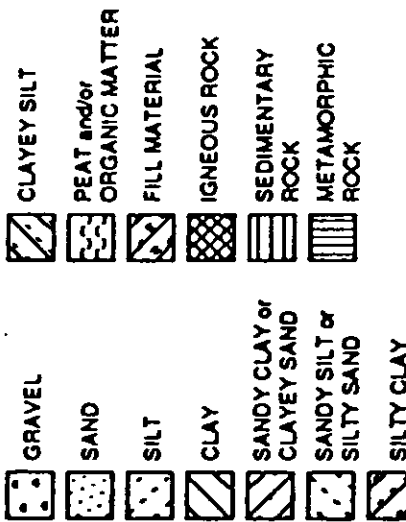 GRAVEL
SAND
SILT
CLAY
SANDY CLAY or
CLAYEY SAND
SANDY SILT or
SILTY SAND
SILTY CLAY
CLAYEY SILT
PEAT and/or
ORGANIC MATTER
FILL MATERIAL
IGNEOUS ROCK
SEDIMENTARY
ROCK
METAMORPHIC
ROCK